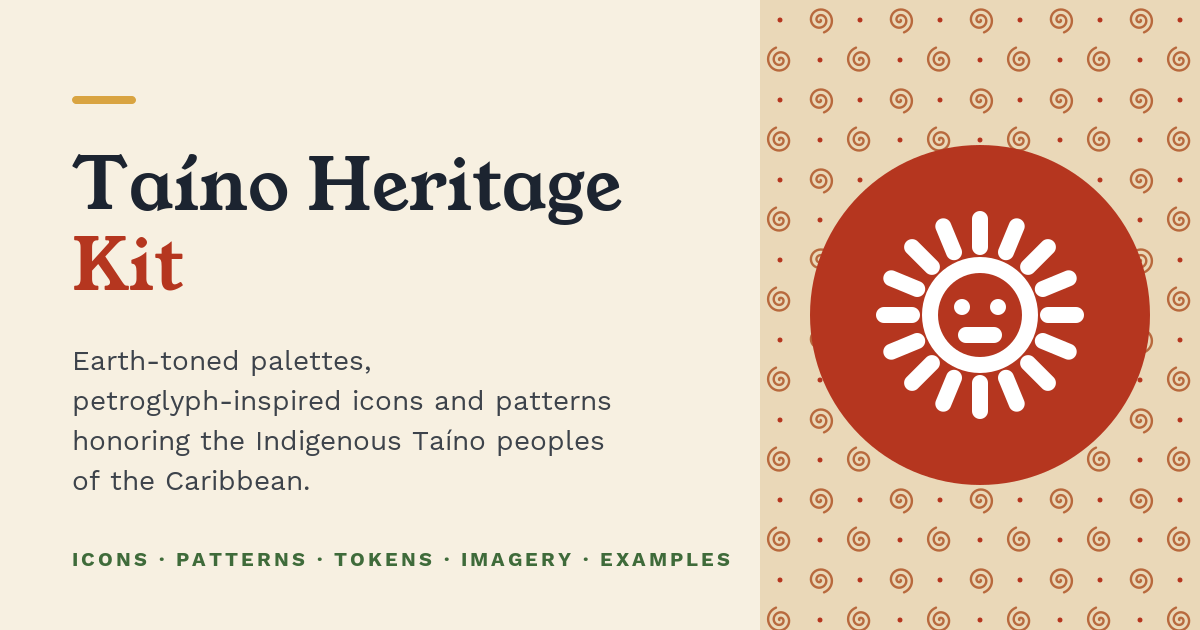 Taíno Heritage
Kit
Earth-toned palettes,
petroglyph-inspired icons and patterns
honoring the Indigenous Taíno peoples
of the Caribbean.
ICONS · PATTERNS · TOKENS · IMAGERY · EXAMPLES